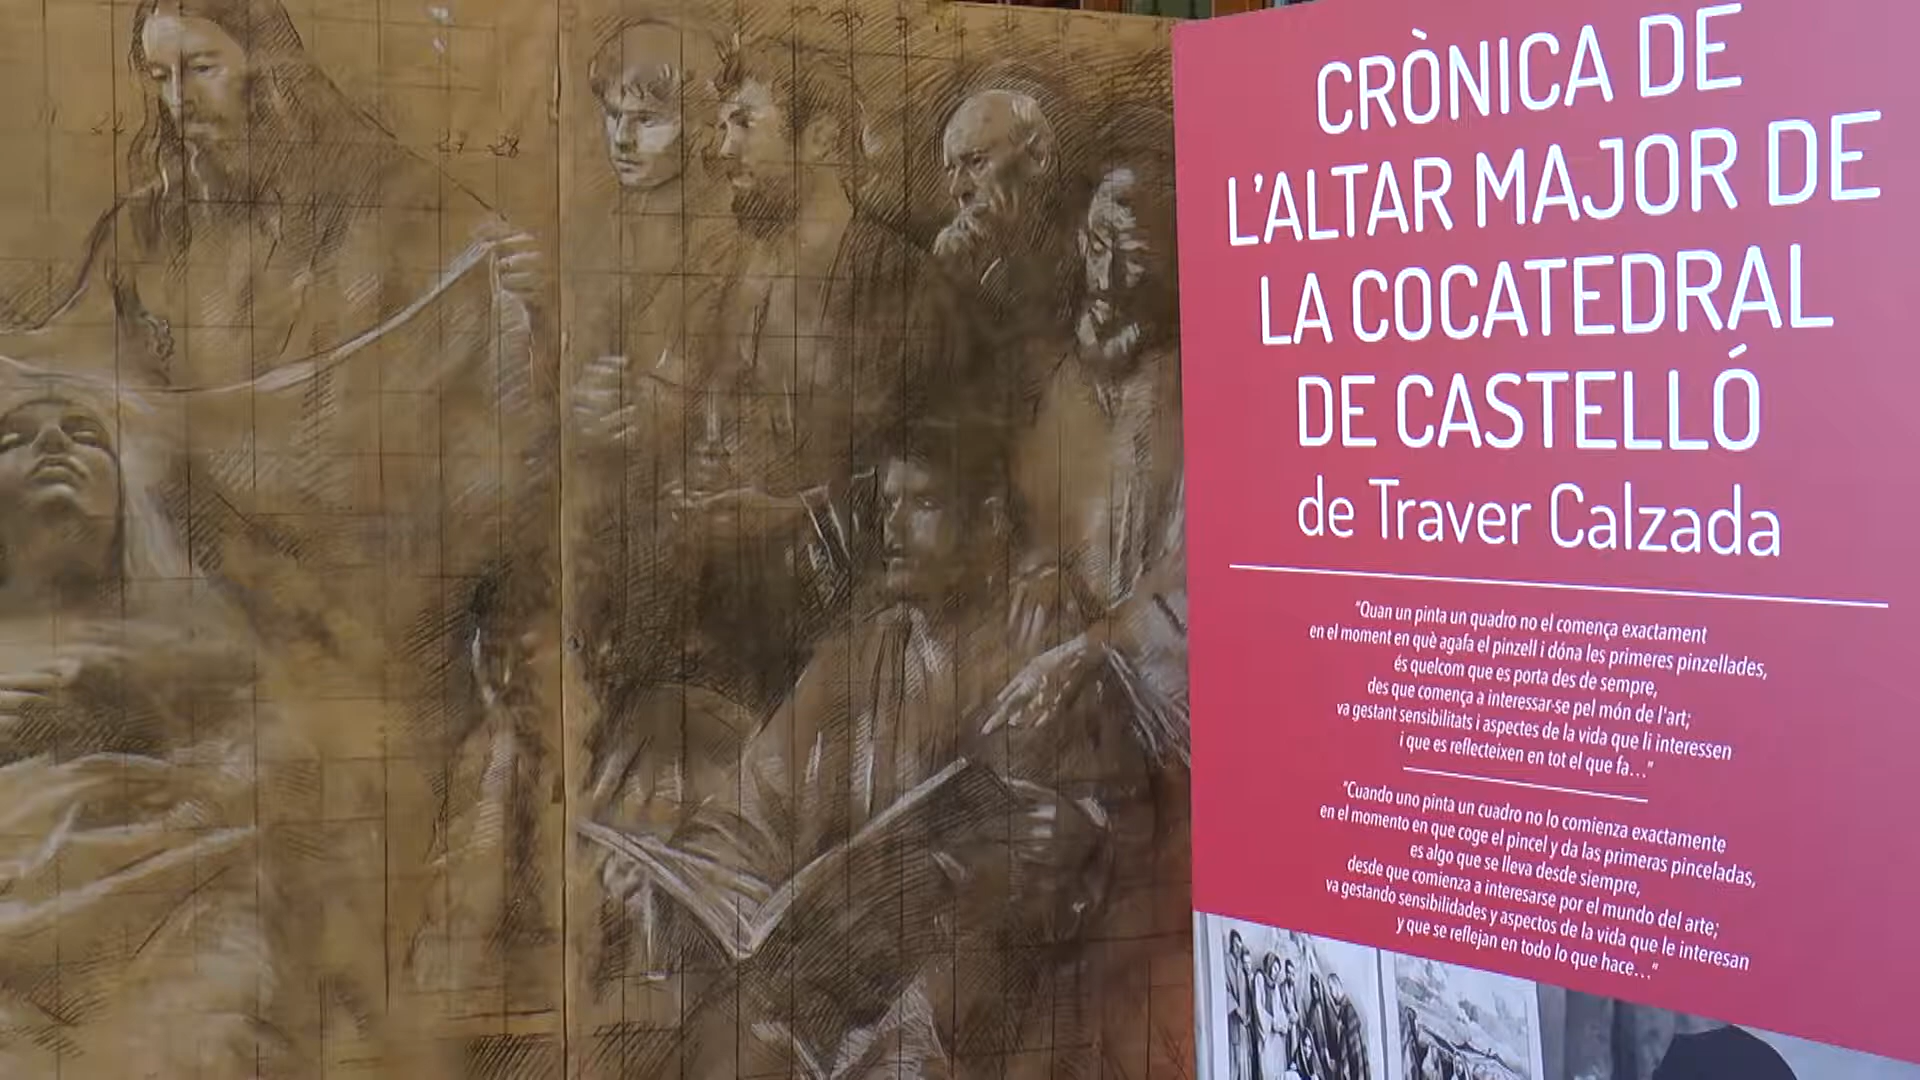 CRÒNICA DE
L'ALTAR MAJOR DE
LA COCATEDRAL
DE CASTELLÓ
de Traver Calzada
"Quan un pinta un quadro no el comença exactament
en el moment en què agafa el pinzell i dóna les primeres pinzellades,
és quelcom que es porta des de sempre,
des que comença a interessar-se pel món de l'art;
va gestant sensibilitats i aspectes de la vida que li interessen
i que es reflecteixen en tot el que fa..."
"Cuando uno pinta un cuadro no lo comienza exactamente
en el momento en que coge el pincel y da las primeras pinceladas,
es algo que se lleva desde siempre,
desde que comienza a interesarse por el mundo del arte;
va gestando sensibilidades y aspectos de la vida que le interesan
y que se reflejan en todo lo que hace..."
27 28